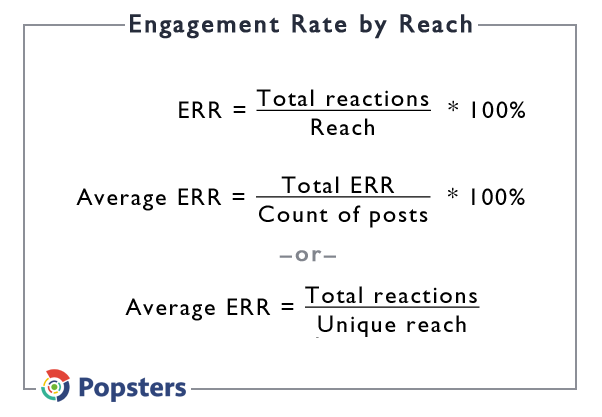 Engagement Rate by Reach
ERR = Total reactions / Reach * 100%
Average ERR = Total ERR / Count of posts * 100%
–or–
Average ERR = Total reactions / Unique reach
Popsters